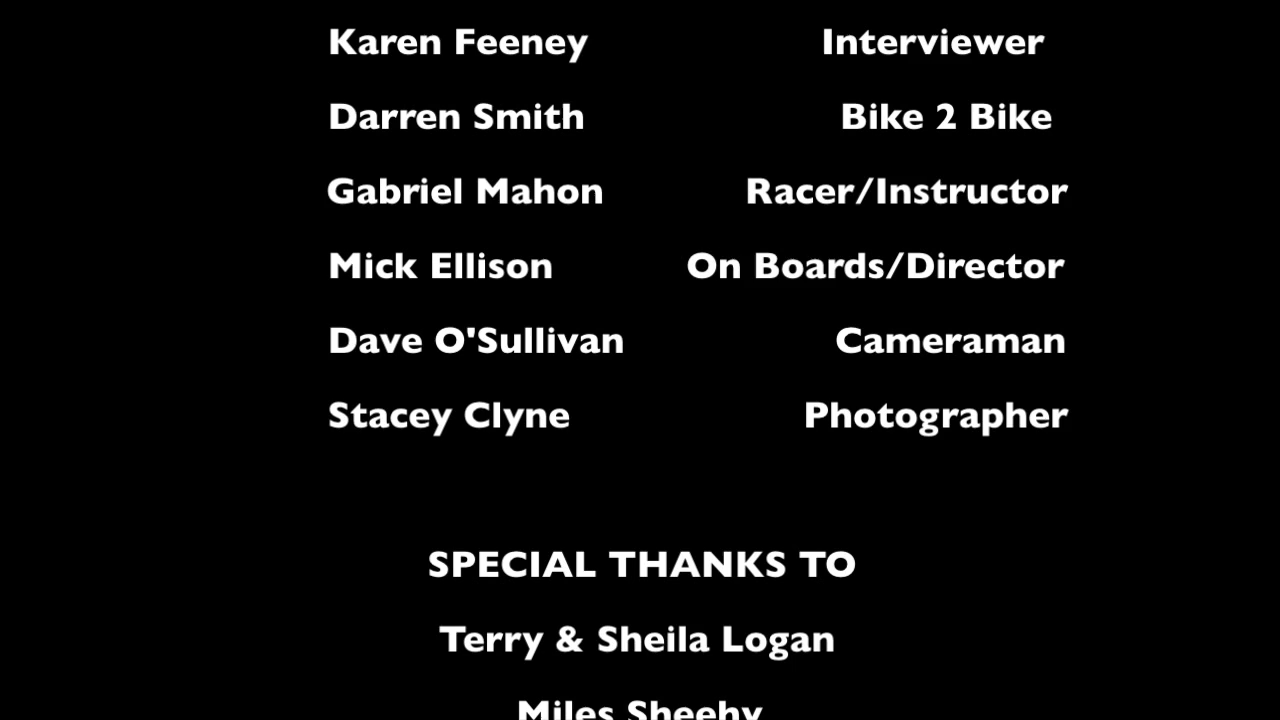 Karen Feeney Interviewer
Darren Smith Bike 2 Bike
Gabriel Mahon Racer/Instructor
Mick Ellison On Boards/Director
Dave O'Sullivan Cameraman
Stacey Clyne Photographer
SPECIAL THANKS TO
Terry & Sheila Logan
Miles Sheehy